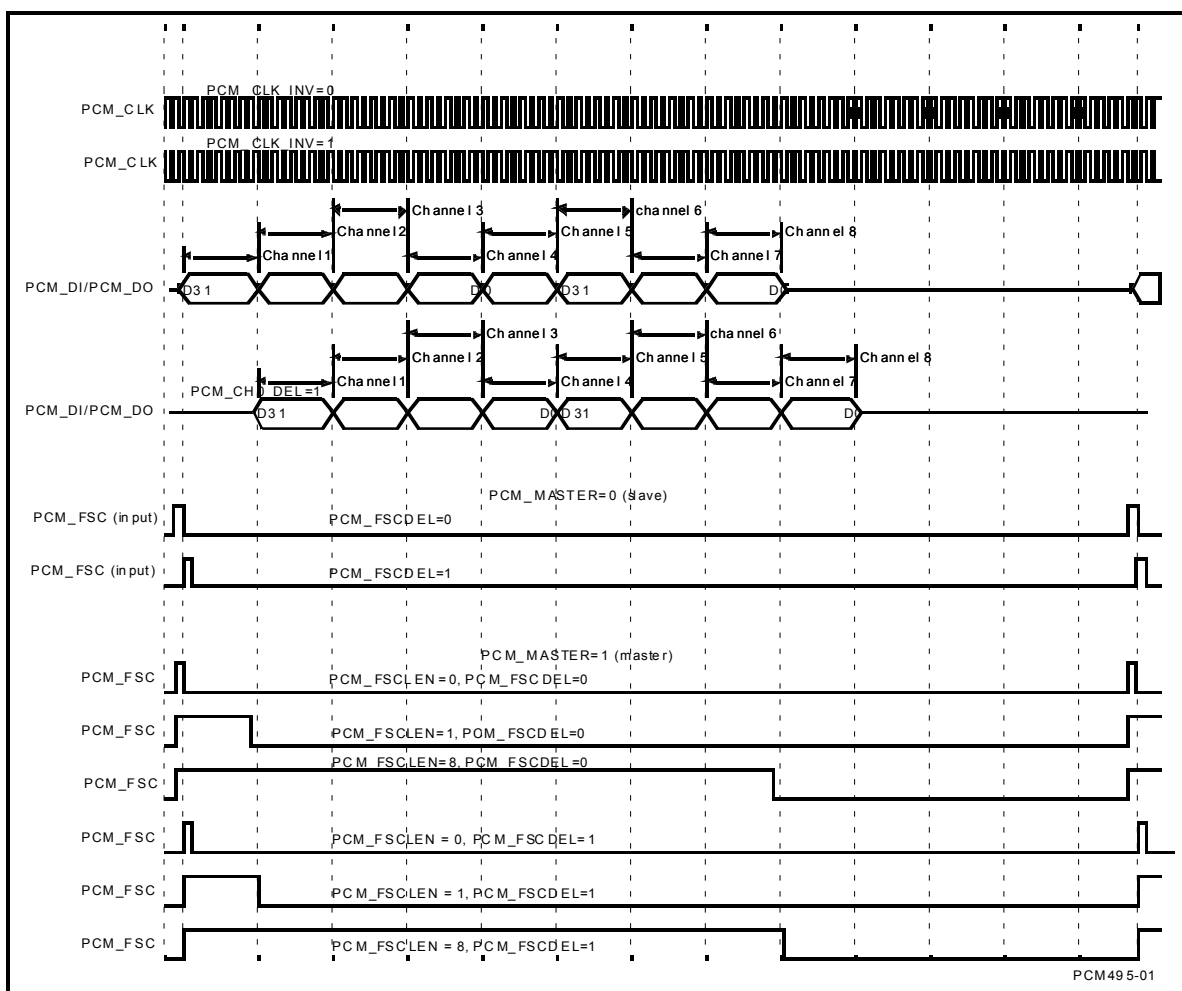 PCM_CLK_INV=0
PCM_CLK
PCM_CLK_INV=1
PCM_CLK
Channel 3
channel 6
Channel 2
Channel 5
Channel 8
Channel 1
Channel 4
Channel 7
PCM_DI/PCM_DO
D31
D0
D31
D0
Channel 3
channel 6
Channel 2
Channel 5
Channel 8
PCM_CH0_DEL=1
Channel 1
Channel 4
Channel 7
PCM_DI/PCM_DO
D31
D0
D31
D0
PCM_MASTER=0 (slave)
PCM_FSC (input)
PCM_FSCDEL=0
PCM_FSC (input)
PCM_FSCDEL=1
PCM_MASTER=1 (master)
PCM_FSC
PCM_FSCLEN=0, PCM_FSCDEL=0
PCM_FSC
PCM_FSCLEN=1, PCM_FSCDEL=0
PCM_FSCLEN=8, PCM_FSCDEL=0
PCM_FSC
PCM_FSC
PCM_FSCLEN = 0, PCM_FSCDEL=1
PCM_FSC
PCM_FSCLEN = 1, PCM_FSCDEL=1
PCM_FSC
PCM_FSCLEN = 8, PCM_FSCDEL=1
PCM495-01